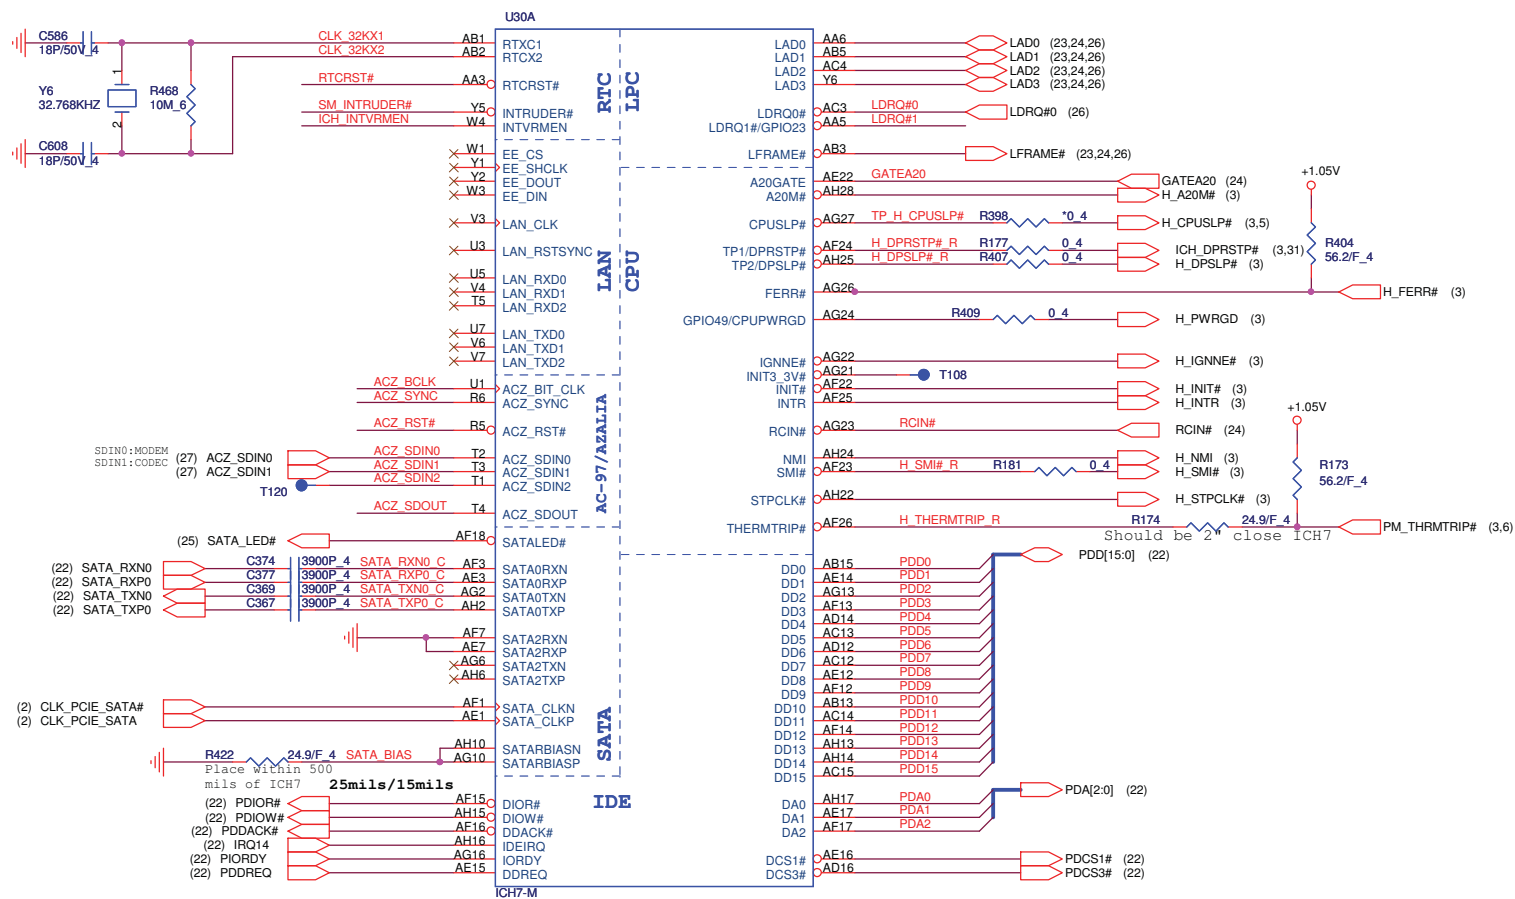 U30A
C586
18P/50V_4
CLK_32KX1 AB1 RTXC1
CLK_32KX2 AB2 RTCX2
RTCRST# AA3 RTCRST#
Y6
32.768KHZ
1
2
R468
10M_6
SM_INTRUDER# Y5 INTRUDER#
ICH_INTVRMEN W4 INTVRMEN
C608
18P/50V_4
RTC
LPC
W1 EE_CS
Y1 EE_SHCLK
Y2 EE_DOUT
W3 EE_DIN
V3 LAN_CLK
U3 LAN_RSTSYNC
U5 LAN_RXD0
V4 LAN_RXD1
T5 LAN_RXD2
U7 LAN_TXD0
V6 LAN_TXD1
V7 LAN_TXD2
LAN
CPU
ACZ_BCLK U1 ACZ_BIT_CLK
ACZ_SYNC R6 ACZ_SYNC
ACZ_RST# R5 ACZ_RST#
SDIN0:MODEM
SDIN1:CODEC
(27) ACZ_SDIN0 ACZ_SDIN0 T2 ACZ_SDIN0
(27) ACZ_SDIN1 ACZ_SDIN1 T3 ACZ_SDIN1
T120 ACZ_SDIN2 T1 ACZ_SDIN2
ACZ_SDOUT T4 ACZ_SDOUT
AC-97/AZALIA
(25) SATA_LED# AF18 SATALED#
(22) SATA_RXN0 C374 3900P_4 SATA_RXN0_C AF3 SATA0RXN
(22) SATA_RXP0 C377 3900P_4 SATA_RXP0_C AE3 SATA0RXP
(22) SATA_TXN0 C369 3900P_4 SATA_TXN0_C AG2 SATA0TXN
(22) SATA_TXP0 C367 3900P_4 SATA_TXP0_C AH2 SATA0TXP
AF7 SATA2RXN
AE7 SATA2RXP
AG6 SATA2TXN
AH6 SATA2TXP
(2) CLK_PCIE_SATA# AF1 SATA_CLKN
(2) CLK_PCIE_SATA AE1 SATA_CLKP
SATA
AH10 SATARBIASN
R422 24.9/F_4 SATA_BIAS AG10 SATARBIASP
Place within 500
mils of ICH7
25mils/15mils
IDE
(22) PDIOR# AF15 DIOR#
(22) PDIOW# AH15 DIOW#
(22) PDDACK# AF16 DDACK#
(22) IRQ14 AH16 IDEIRQ
(22) PIORDY AG16 IORDY
(22) PDDREQ AE15 DDREQ
ICH7-M
LAD0 AA6 LAD0 (23,24,26)
LAD1 AB5 LAD1 (23,24,26)
LAD2 AC4 LAD2 (23,24,26)
LAD3 Y6 LAD3 (23,24,26)
LDRQ0# AC3 LDRQ#0 LDRQ#0 (26)
LDRQ1#/GPIO23 AA5 LDRQ#1
LFRAME# AB3 LFRAME# (23,24,26)
A20GATE AE22 GATEA20 GATEA20 (24)
A20M# AH28 H_A20M# (3)
CPUSLP# AG27 TP_H_CPUSLP# R398 *0_4 H_CPUSLP# (3,5)
TP1/DPRSTP# AF24 H_DPRSTP#_R R177 0_4 ICH_DPRSTP# (3,31)
TP2/DPSLP# AH25 H_DPSLP#_R R407 0_4 H_DPSLP# (3)
+1.05V
R404
56.2/F_4
FERR# AG26 H_FERR# (3)
GPIO49/CPUPWRGD AG24 R409 0_4 H_PWRGD (3)
IGNNE# AG22 H_IGNNE# (3)
INIT3_3V# AG21 T108
INIT# AF22 H_INIT# (3)
INTR AF25 H_INTR (3)
+1.05V
RCIN# AG23 RCIN# RCIN# (24)
NMI AH24 H_NMI (3)
SMI# AF23 H_SMI#_R R181 0_4 H_SMI# (3)
R173
56.2/F_4
STPCLK# AH22 H_STPCLK# (3)
THERMTRIP# AF26 H_THERMTRIP_R R174 24.9/F_4 PM_THRMTRIP# (3,6)
Should be 2" close ICH7
PDD[15:0] (22)
DD0 AB15 PDD0
DD1 AE14 PDD1
DD2 AG13 PDD2
DD3 AF13 PDD3
DD4 AD14 PDD4
DD5 AC13 PDD5
DD6 AD12 PDD6
DD7 AC12 PDD7
DD8 AE12 PDD8
DD9 AF12 PDD9
DD10 AB13 PDD10
DD11 AC14 PDD11
DD12 AF14 PDD12
DD13 AH13 PDD13
DD14 AH14 PDD14
DD15 AC15 PDD15
DA0 AH17 PDA0 PDA[2:0] (22)
DA1 AE17 PDA1
DA2 AF17 PDA2
DCS1# AE16 PDCS1# (22)
DCS3# AD16 PDCS3# (22)